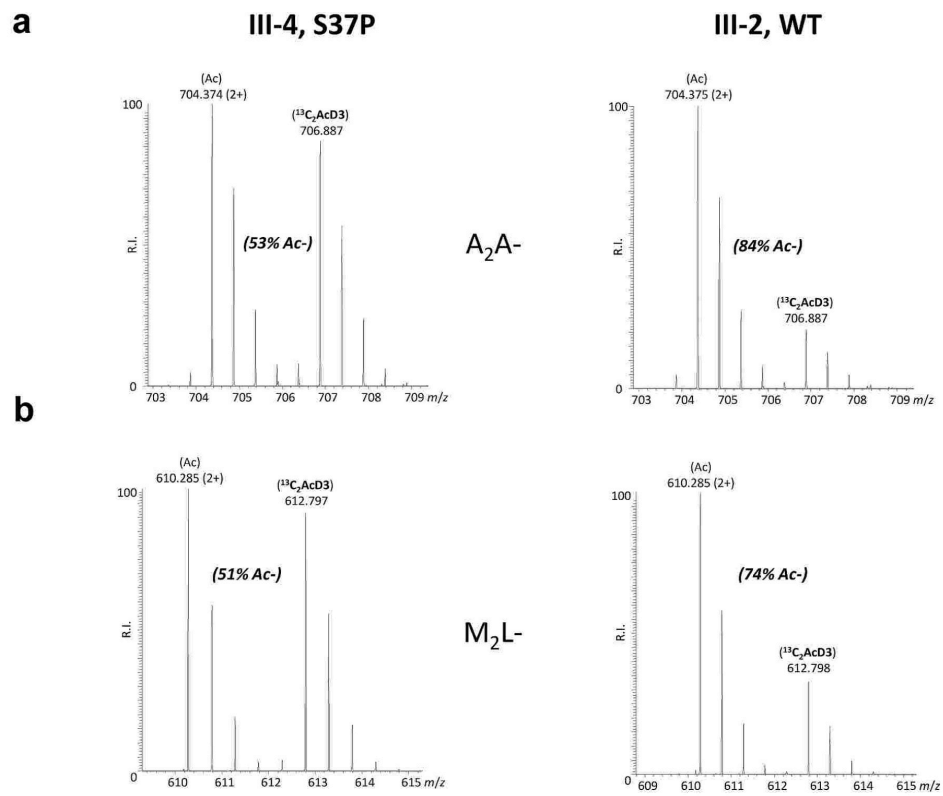 a
III-4, S37P
III-2, WT
(Ac)
704.374 (2+)
(¹³C₂AcD3)
706.887
100
R.I.
(53% Ac-)
0
703 704 705 706 707 708 709 m/z
A₂A-
(Ac)
704.375 (2+)
100
R.I.
(84% Ac-)
(¹³C₂AcD3)
706.887
0
703 704 705 706 707 708 709 m/z
b
(Ac)
610.285 (2+)
(¹³C₂AcD3)
612.797
100
R.I.
(51% Ac-)
0
610 611 612 613 614 615 m/z
M₂L-
(Ac)
610.285 (2+)
100
R.I.
(74% Ac-)
(¹³C₂AcD3)
612.798
0
609 610 611 612 613 614 615 m/z